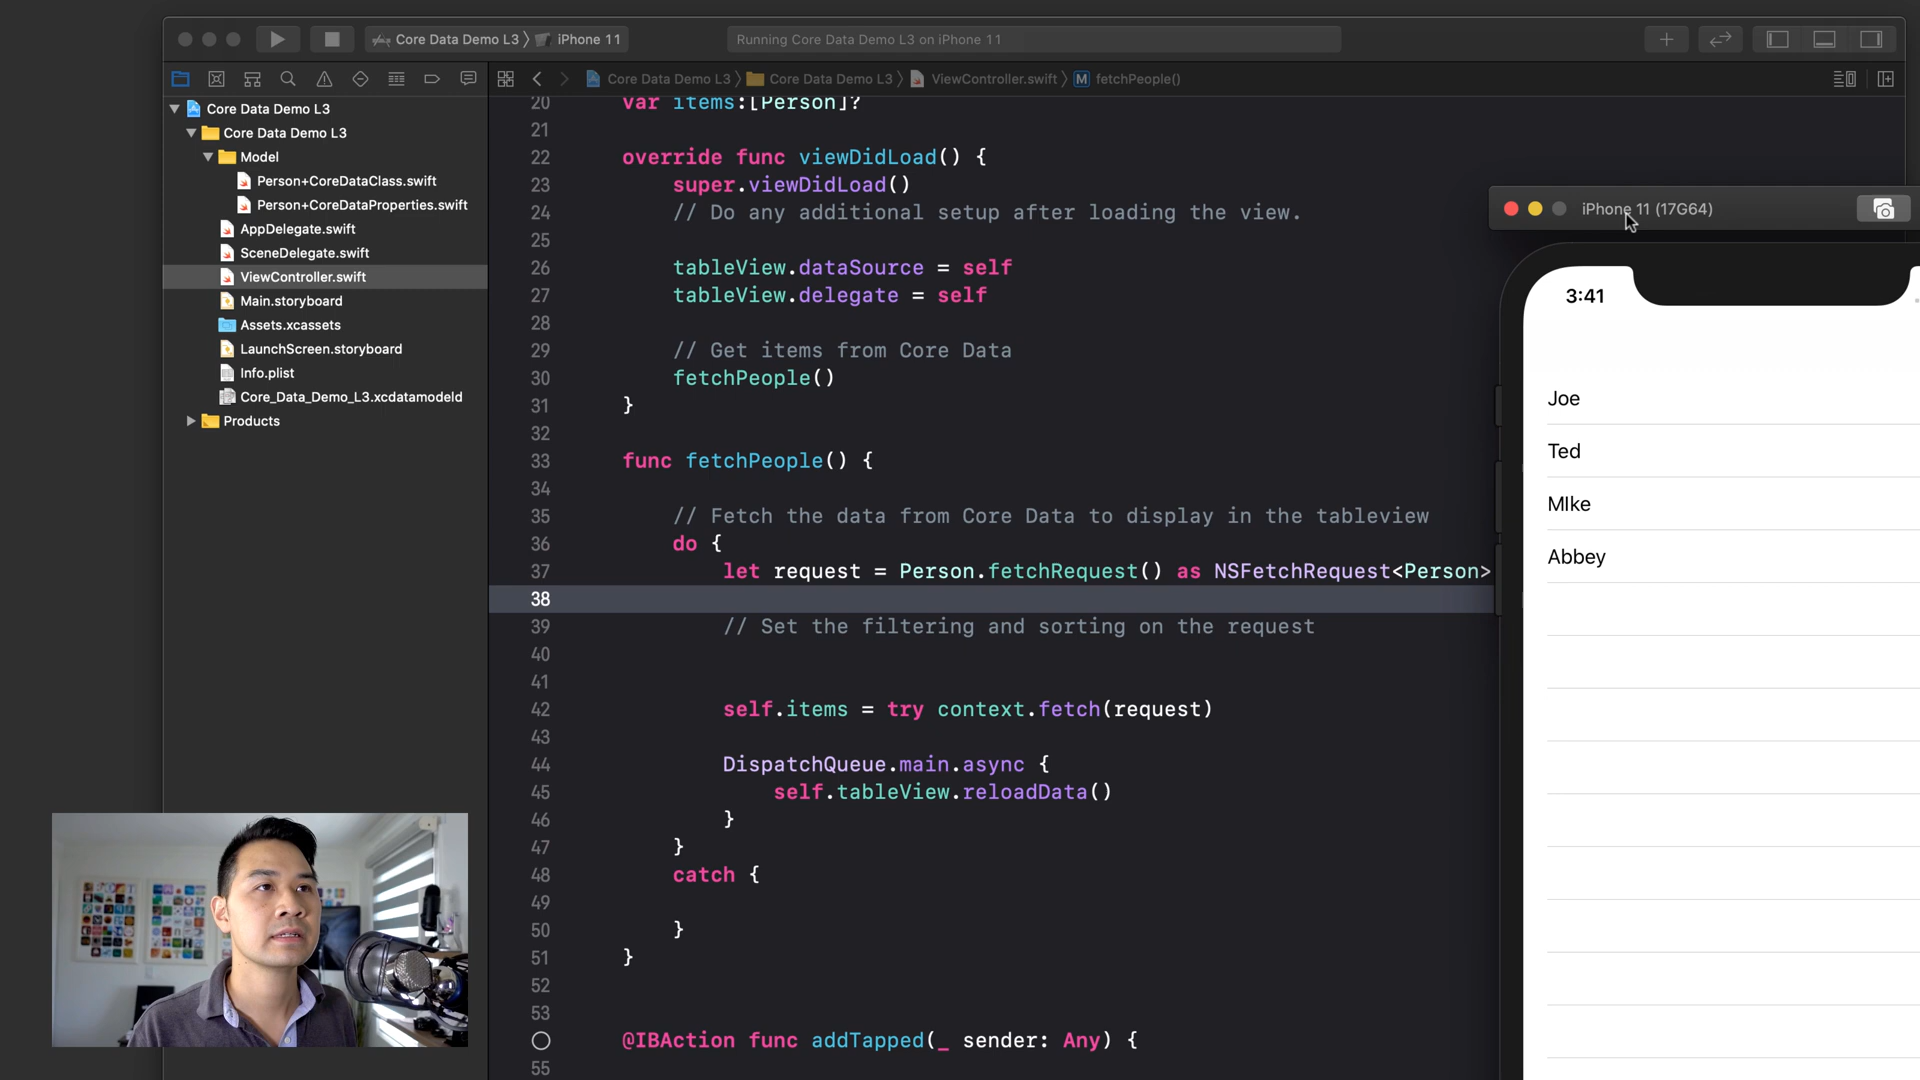 Core Data Demo L3 〉 iPhone 11
Running Core Data Demo L3 on iPhone 11
Core Data Demo L3 〉 Core Data Demo L3 〉 ViewController.swift 〉 M fetchPeople()
Core Data Demo L3
Core Data Demo L3
Model
Person+CoreDataClass.swift
Person+CoreDataProperties.swift
AppDelegate.swift
SceneDelegate.swift
ViewController.swift
Main.storyboard
Assets.xcassets
LaunchScreen.storyboard
Info.plist
Core_Data_Demo_L3.xcdatamodeld
Products
20 var items:[Person]?
21
22 override func viewDidLoad() {
23 super.viewDidLoad()
24 // Do any additional setup after loading the view.
25
26 tableView.dataSource = self
27 tableView.delegate = self
28
29 // Get items from Core Data
30 fetchPeople()
31 }
32
33 func fetchPeople() {
34
35 // Fetch the data from Core Data to display in the tableview
36 do {
37 let request = Person.fetchRequest() as NSFetchRequest<Person>
38
39 // Set the filtering and sorting on the request
40
41
42 self.items = try context.fetch(request)
43
44 DispatchQueue.main.async {
45 self.tableView.reloadData()
46 }
47 }
48 catch {
49
50 }
51 }
52
53
@IBAction func addTapped(_ sender: Any) {
55
iPhone 11 (17G64)
3:41
Joe
Ted
MIke
Abbey